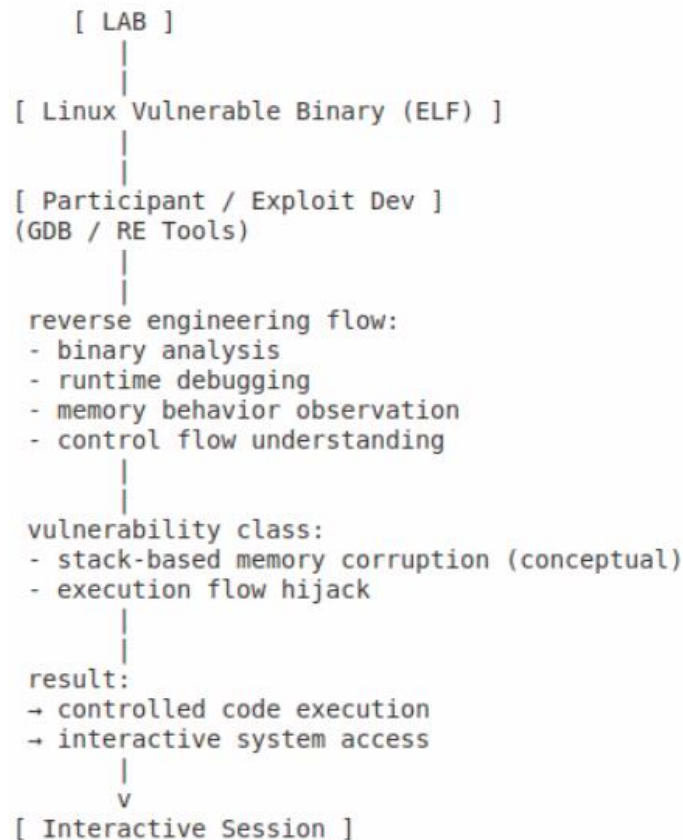 [ LAB ]
|
|
[ Linux Vulnerable Binary (ELF) ]
|
|
[ Participant / Exploit Dev ]
(GDB / RE Tools)
|
|
reverse engineering flow:
- binary analysis
- runtime debugging
- memory behavior observation
- control flow understanding
|
|
vulnerability class:
- stack-based memory corruption (conceptual)
- execution flow hijack
|
|
result:
→ controlled code execution
→ interactive system access
|
v
[ Interactive Session ]